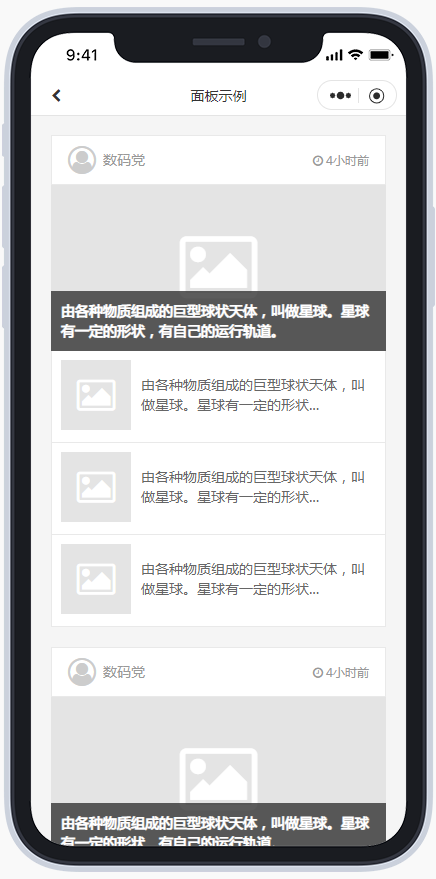 9:41
面板示例
数码党
4小时前
由各种物质组成的巨型球状天体，叫做星球。星球
有一定的形状，有自己的运行轨道。
由各种物质组成的巨型球状天体，叫
做星球。星球有一定的形状...
由各种物质组成的巨型球状天体，叫
做星球。星球有一定的形状...
由各种物质组成的巨型球状天体，叫
做星球。星球有一定的形状...
数码党
4小时前
由各种物质组成的巨型球状天体，叫做星球。星球
有一定的形状，有自己的运行轨道。